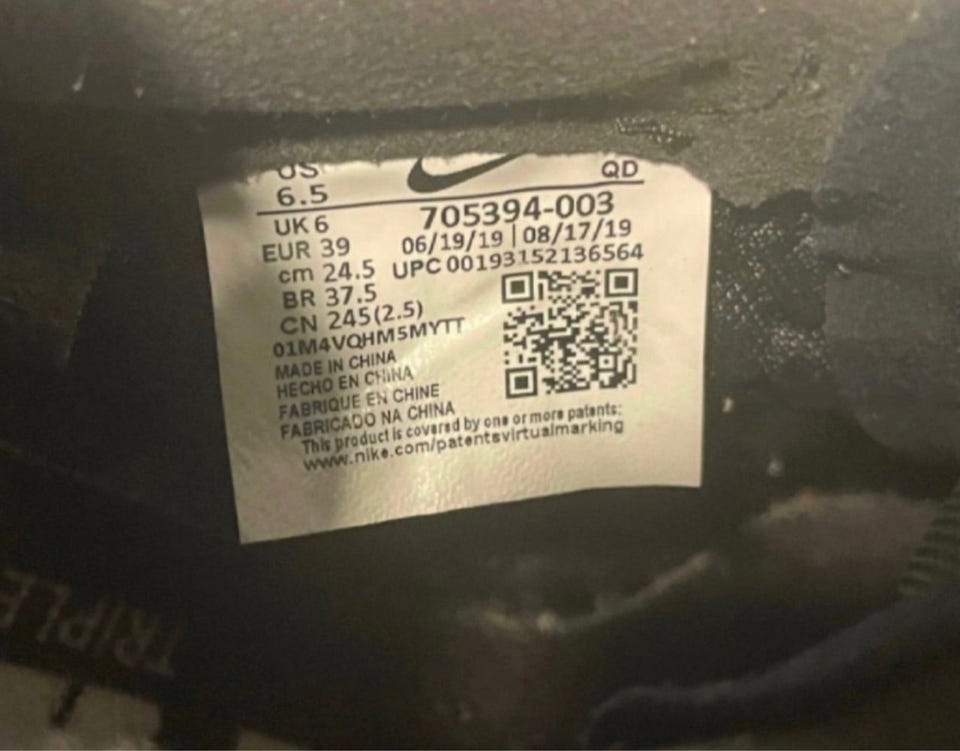 US
6.5
QD
UK 6
705394-003
EUR 39
06/19/19 | 08/17/19
cm 24.5
UPC 00193152136564
BR 37.5
CN 245(2.5)
01M4VQHM5MYTT
MADE IN CHINA
HECHO EN CHINA
FABRIQUE EN CHINE
FABRICADO NA CHINA
This product is covered by one or more patents:
www.nike.com/patentsvirtualmarking
TRIPLE